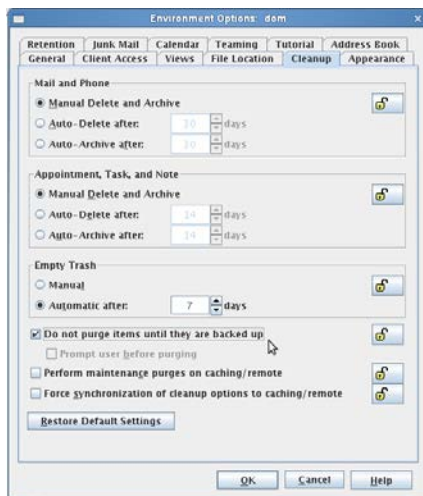 Environment Options: dom
Retention Junk Mail Calendar Teaming Tutorial Address Book
General Client Access Views File Location Cleanup Appearance
Mail and Phone
Manual Delete and Archive
Auto-Delete after: 30 days
Auto-Archive after: 30 days
Appointment, Task, and Note
Manual Delete and Archive
Auto-Delete after: 14 days
Auto-Archive after: 14 days
Empty Trash
Manual
Automatic after: 7 days
Do not purge items until they are backed up
Prompt user before purging
Perform maintenance purges on caching/remote
Force synchronization of cleanup options to caching/remote
Restore Default Settings
OK Cancel Help